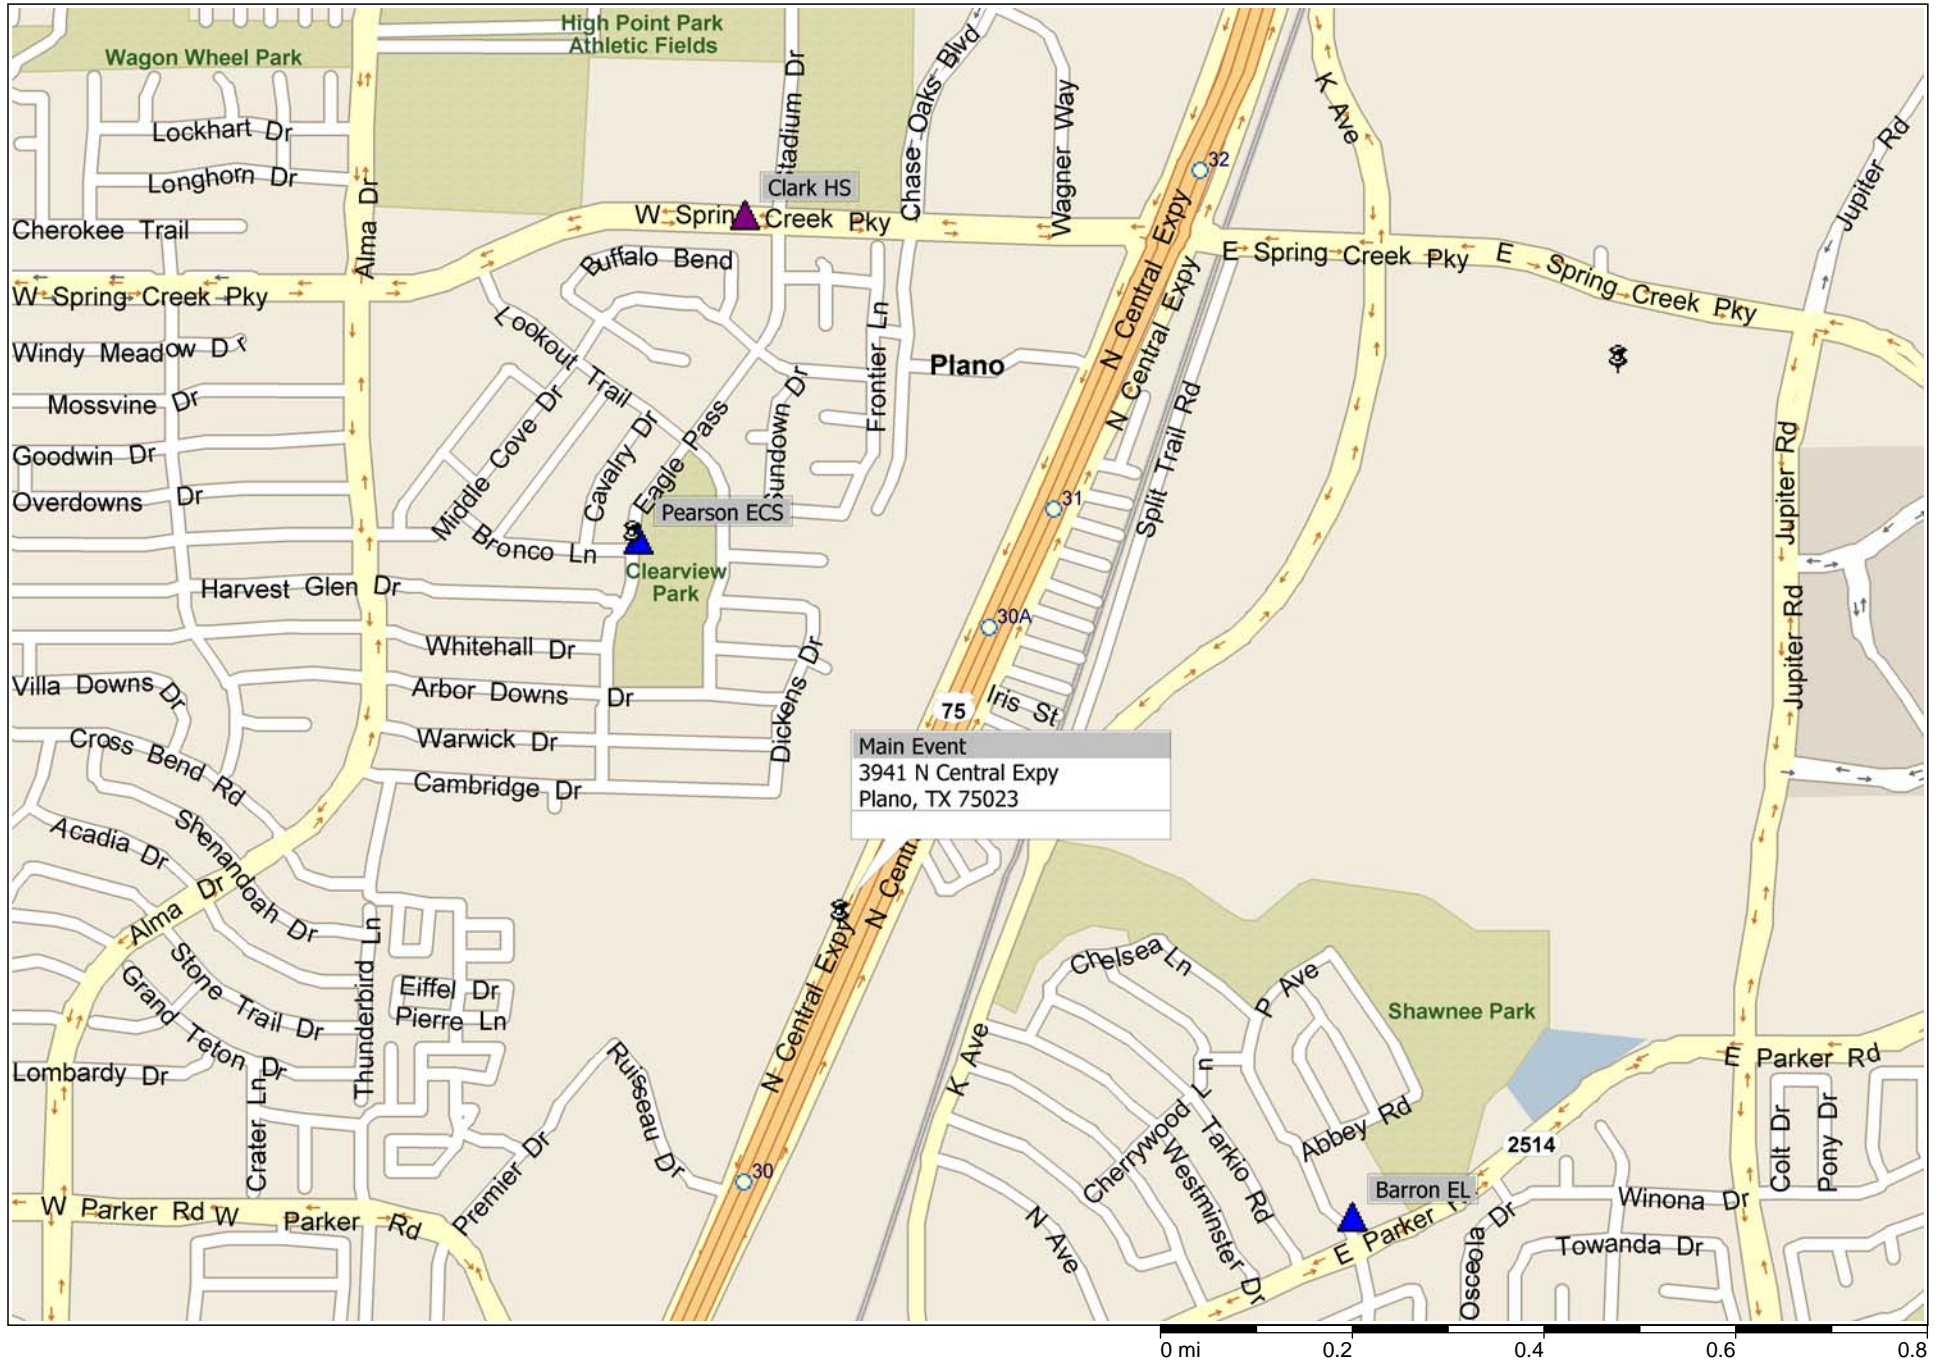 High Point Park
Athletic Fields
Wagon Wheel Park
Stadium Dr
Chase Oaks Blvd
Wagner Way
K Ave
Jupiter Rd
Lockhart Dr
Longhorn Dr
Alma Dr
32
Clark HS
W Spring Creek Pky
Cherokee Trail
N Central Expy
E Spring Creek Pky
E Spring Creek Pky
Buffalo Bend
W Spring Creek Pky
N Central Expy
Lookout Trail
Windy Meadow Dr
Frontier Ln
Plano
Mossvine Dr
Middle Cove Dr
Cavalry Dr
Eagle Pass
Sundown Dr
Split Trail Rd
Jupiter Rd
Goodwin Dr
Overdowns Dr
31
Pearson ECS
Bronco Ln
Clearview
Park
Harvest Glen Dr
30A
Jupiter Rd
Whitehall Dr
Villa Downs Dr
Arbor Downs Dr
Dickens Dr
Iris St
75
Cross Bend Rd
Warwick Dr
Main Event
3941 N Central Expy
Plano, TX 75023
Cambridge Dr
Acadia Dr
Shenandoah Dr
N Centr
Alma Dr
N Central Expy
Thunderbird Ln
Stone Trail Dr
Grand Teton Dr
Chelsea Ln
P Ave
Eiffel Dr
Pierre Ln
Shawnee Park
K Ave
Lombardy Dr
Ruisseau Dr
E Parker Rd
Crater Ln
Cherrywood Ln
Tarkio Rd
Abbey Rd
Colt Dr
Pony Dr
2514
Premier Dr
30
Westminster Dr
Barron EL
Winona Dr
W Parker Rd
W Parker Rd
N Ave
E Parker
Osceola Dr
Towanda Dr
0 mi 0.2 0.4 0.6 0.8